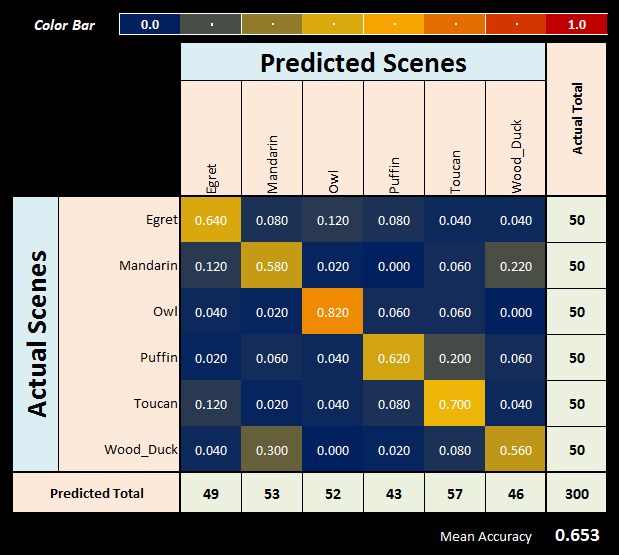 Color Bar 0.0 . . . . . . 1.0
Predicted Scenes
Egret Mandarin Owl Puffin Toucan Wood_Duck Actual Total
Actual Scenes
Egret 0.640 0.080 0.120 0.080 0.040 0.040 50
Mandarin 0.120 0.580 0.020 0.000 0.060 0.220 50
Owl 0.040 0.020 0.820 0.060 0.060 0.000 50
Puffin 0.020 0.060 0.040 0.620 0.200 0.060 50
Toucan 0.120 0.020 0.040 0.080 0.700 0.040 50
Wood_Duck 0.040 0.300 0.000 0.020 0.080 0.560 50
Predicted Total 49 53 52 43 57 46 300
Mean Accuracy 0.653